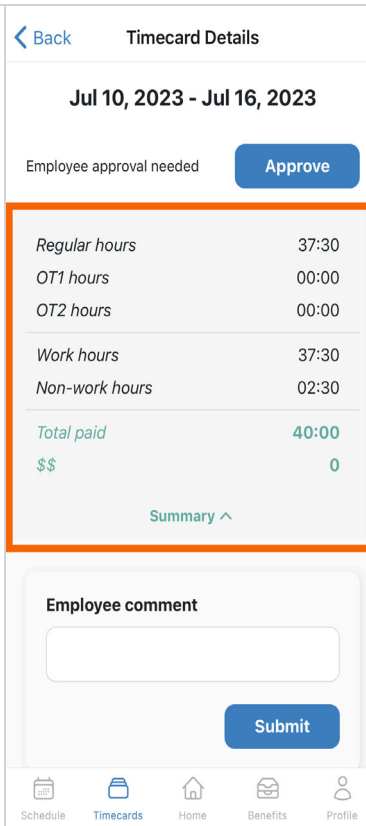 Back Timecard Details
Jul 10, 2023 - Jul 16, 2023
Employee approval needed Approve
Regular hours 37:30
OT1 hours 00:00
OT2 hours 00:00
Work hours 37:30
Non-work hours 02:30
Total paid 40:00
$$ 0
Summary
Employee comment
Submit
Schedule Timecards Home Benefits Profile